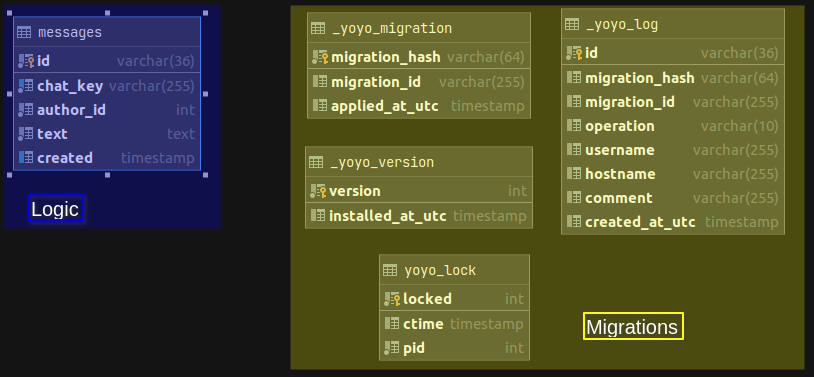 messages
id varchar(36)
chat_key varchar(255)
author_id int
text text
created timestamp
Logic
_yoyo_migration
migration_hash varchar(64)
migration_id varchar(255)
applied_at_utc timestamp
_yoyo_version
version int
installed_at_utc timestamp
yoyo_lock
locked int
ctime timestamp
pid int
_yoyo_log
id varchar(36)
migration_hash varchar(64)
migration_id varchar(255)
operation varchar(10)
username varchar(255)
hostname varchar(255)
comment varchar(255)
created_at_utc timestamp
Migrations